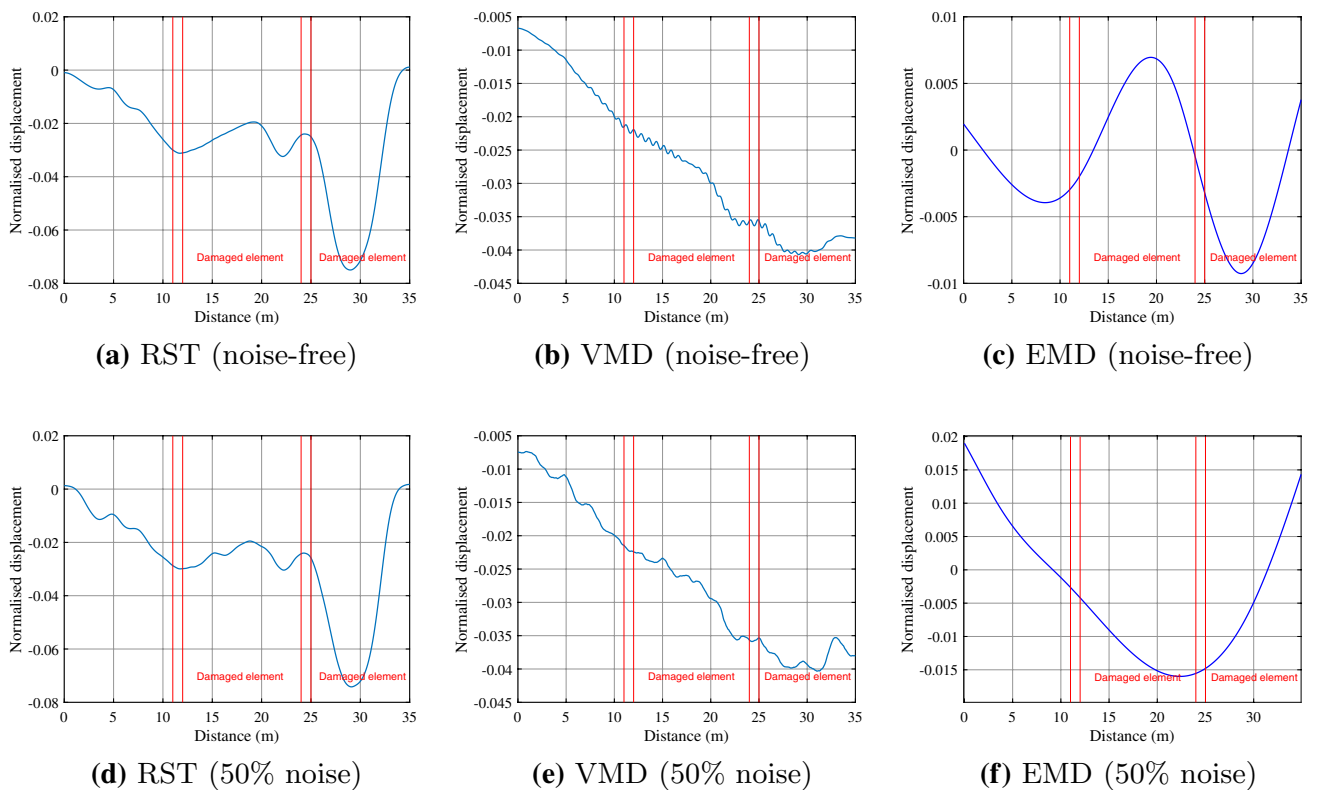 0.02
0
-0.02
-0.04
-0.06
-0.08
Normalised displacement
Damaged element
Damaged element
0 5 10 15 20 25 30 35
Distance (m)
(a) RST (noise-free)
-0.005
-0.01
-0.015
-0.02
-0.025
-0.03
-0.035
-0.04
-0.045
Normalised displacement
Damaged element
Damaged element
0 5 10 15 20 25 30 35
Distance (m)
(b) VMD (noise-free)
0.01
0.005
0
-0.005
-0.01
Normalised displacement
Damaged element
Damaged element
0 5 10 15 20 25 30 35
Distance (m)
(c) EMD (noise-free)
0.02
0
-0.02
-0.04
-0.06
-0.08
Normalised displacement
Damaged element
Damaged element
0 5 10 15 20 25 30 35
Distance (m)
(d) RST (50% noise)
-0.005
-0.01
-0.015
-0.02
-0.025
-0.03
-0.035
-0.04
-0.045
Normalised displacement
Damaged element
Damaged element
0 5 10 15 20 25 30 35
Distance (m)
(e) VMD (50% noise)
0.02
0.015
0.01
0.005
0
-0.005
-0.01
-0.015
Normalised displacement
Damaged element
Damaged element
0 5 10 15 20 25 30
Distance (m)
(f) EMD (50% noise)